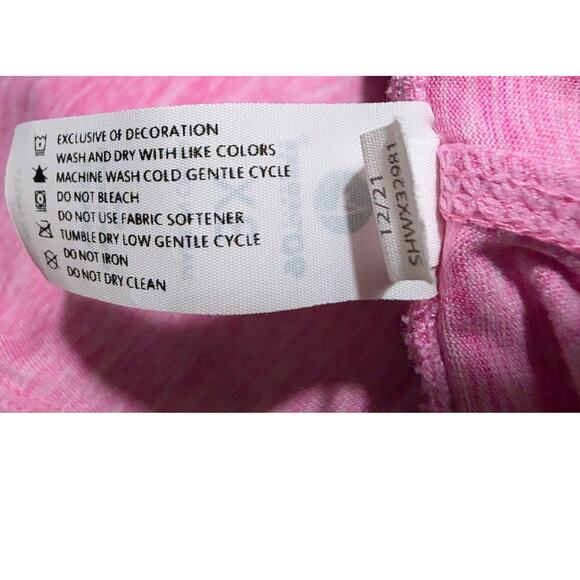 EXCLUSIVE OF DECORATION
WASH AND DRY WITH LIKE COLORS
MACHINE WASH COLD GENTLE CYCLE
DO NOT BLEACH
DO NOT USE FABRIC SOFTENER
TUMBLE DRY LOW GENTLE CYCLE
DO NOT IRON
DO NOT DRY CLEAN
12/21
SHWX32981